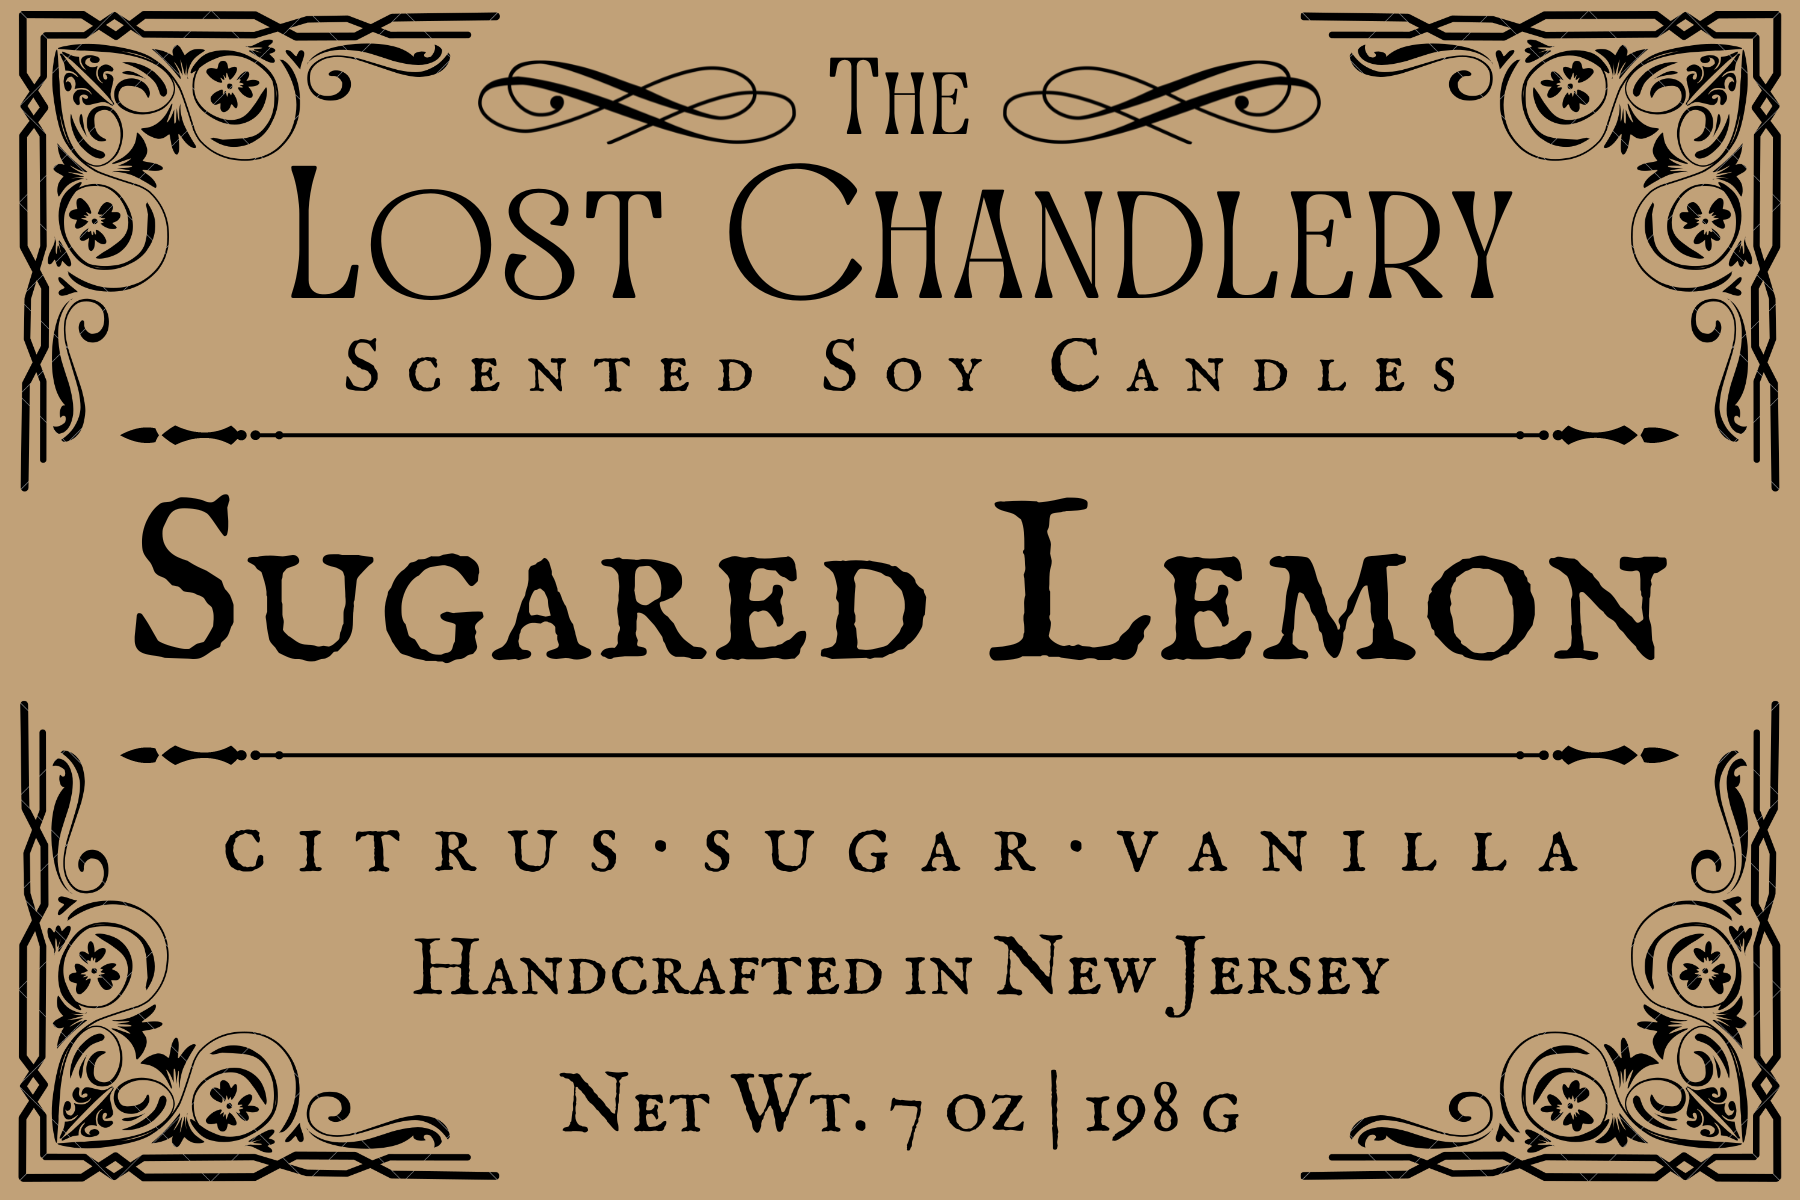 The
Lost Chandlery
Scented Soy Candles
Sugared Lemon
citrus·sugar·vanilla
Handcrafted in New Jersey
Net Wt. 7 oz | 198 g